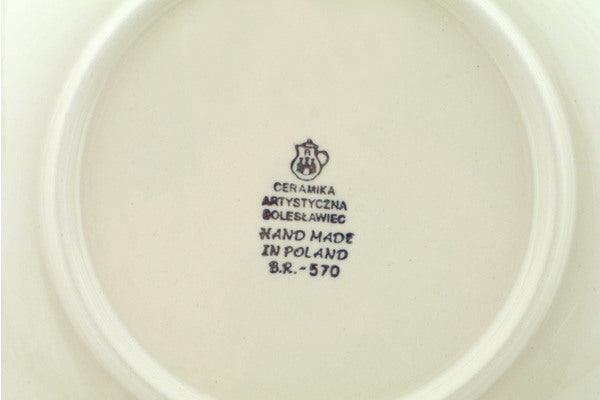 A
CERAMIKA
ARTYSTYCZNA
BOLESŁAWIEC
HAND MADE
IN POLAND
B.R.-570